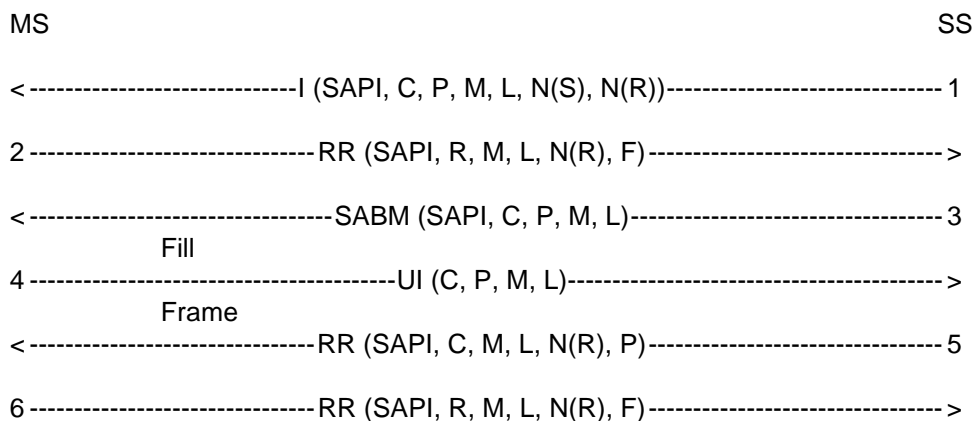 MS SS
< ------------------------------I (SAPI, C, P, M, L, N(S), N(R))------------------------------- 1
2 --------------------------------RR (SAPI, R, M, L, N(R), F)--------------------------------- >
< ----------------------------------SABM (SAPI, C, P, M, L)----------------------------------- 3
Fill
4 -----------------------------------------UI (C, P, M, L)------------------------------------------ >
Frame
< --------------------------------RR (SAPI, C, M, L, N(R), P)--------------------------------- 5
6 --------------------------------RR (SAPI, R, M, L, N(R), F)--------------------------------- >